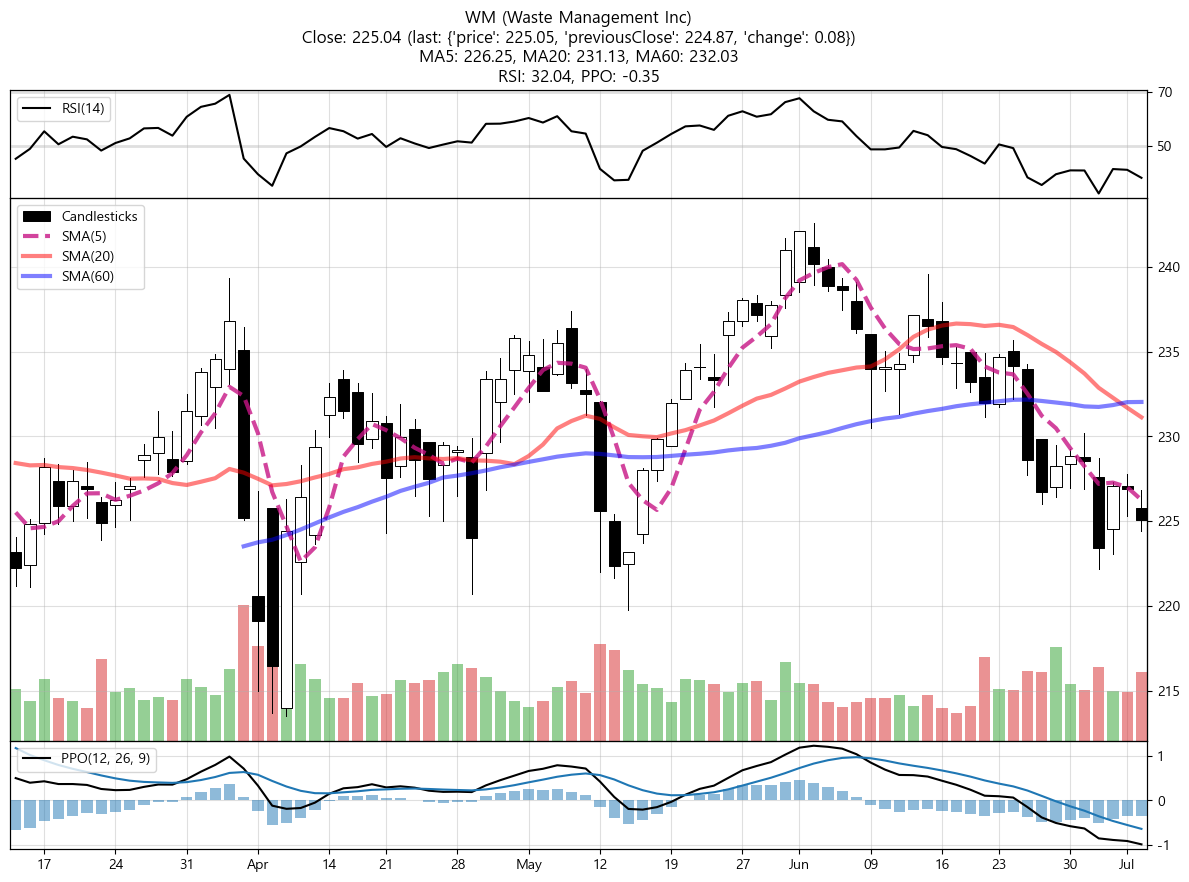 WM (Waste Management Inc)
Close: 225.04 (last: {'price': 225.05, 'previousClose': 224.87, 'change': 0.08})
MA5: 226.25, MA20: 231.13, MA60: 232.03
RSI: 32.04, PPO: -0.35
RSI(14)
70
50
Candlesticks
SMA(5)
SMA(20)
SMA(60)
240
235
230
225
220
215
PPO(12, 26, 9)
1
0
-1
17 24 31 Apr 14 21 28 May 12 19 27 Jun 09 16 23 30 Jul